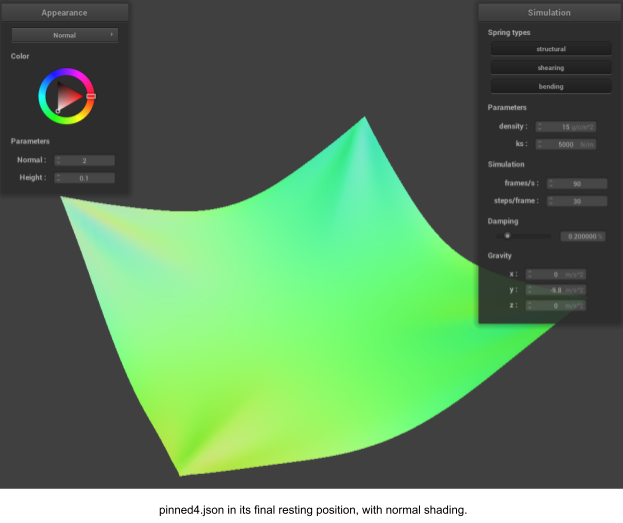 Appearance
Normal
Color
Parameters
Normal :
2
Height :
0.1
Simulation
Spring types
structural
shearing
bending
Parameters
density :
15 g/cm^2
ks :
5000 N/m
Simulation
frames/s :
90
steps/frame :
30
Damping
0.200000 %
Gravity
x :
0 m/s^2
y :
-9.8 m/s^2
z :
0 m/s^2
pinned4.json in its final resting position, with normal shading.